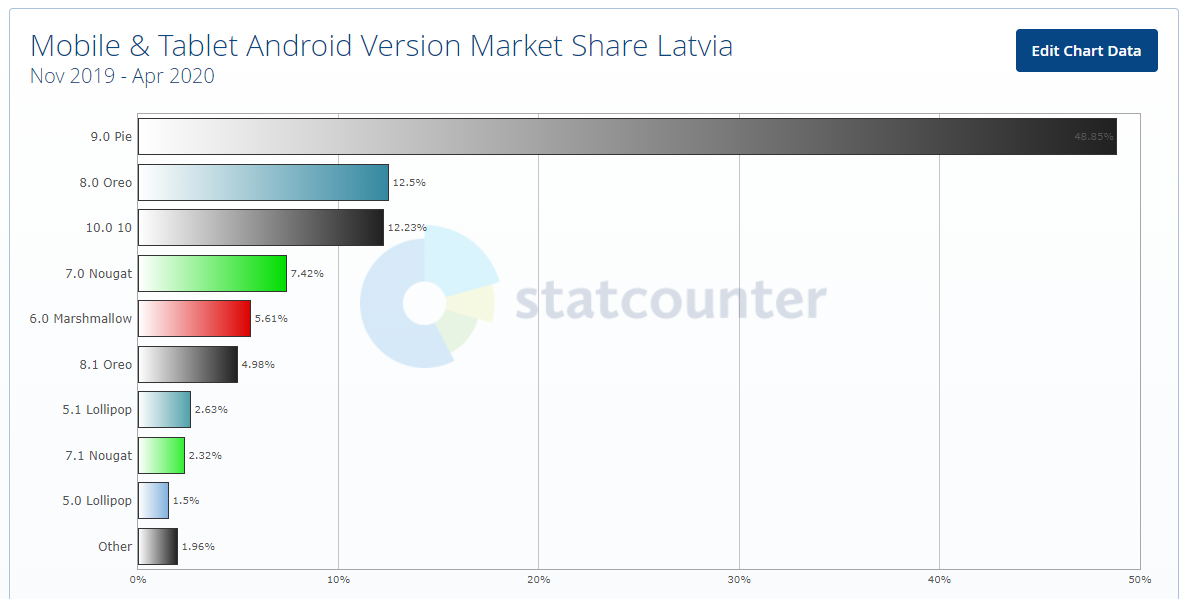 Mobile & Tablet Android Version Market Share Latvia
Nov 2019 - Apr 2020
Edit Chart Data
9.0 Pie 48.85%
8.0 Oreo 12.5%
10.0 10 12.23%
7.0 Nougat 7.42%
6.0 Marshmallow 5.61%
8.1 Oreo 4.98%
5.1 Lollipop 2.63%
7.1 Nougat 2.32%
5.0 Lollipop 1.5%
Other 1.96%
statcounter
0% 10% 20% 30% 40% 50%